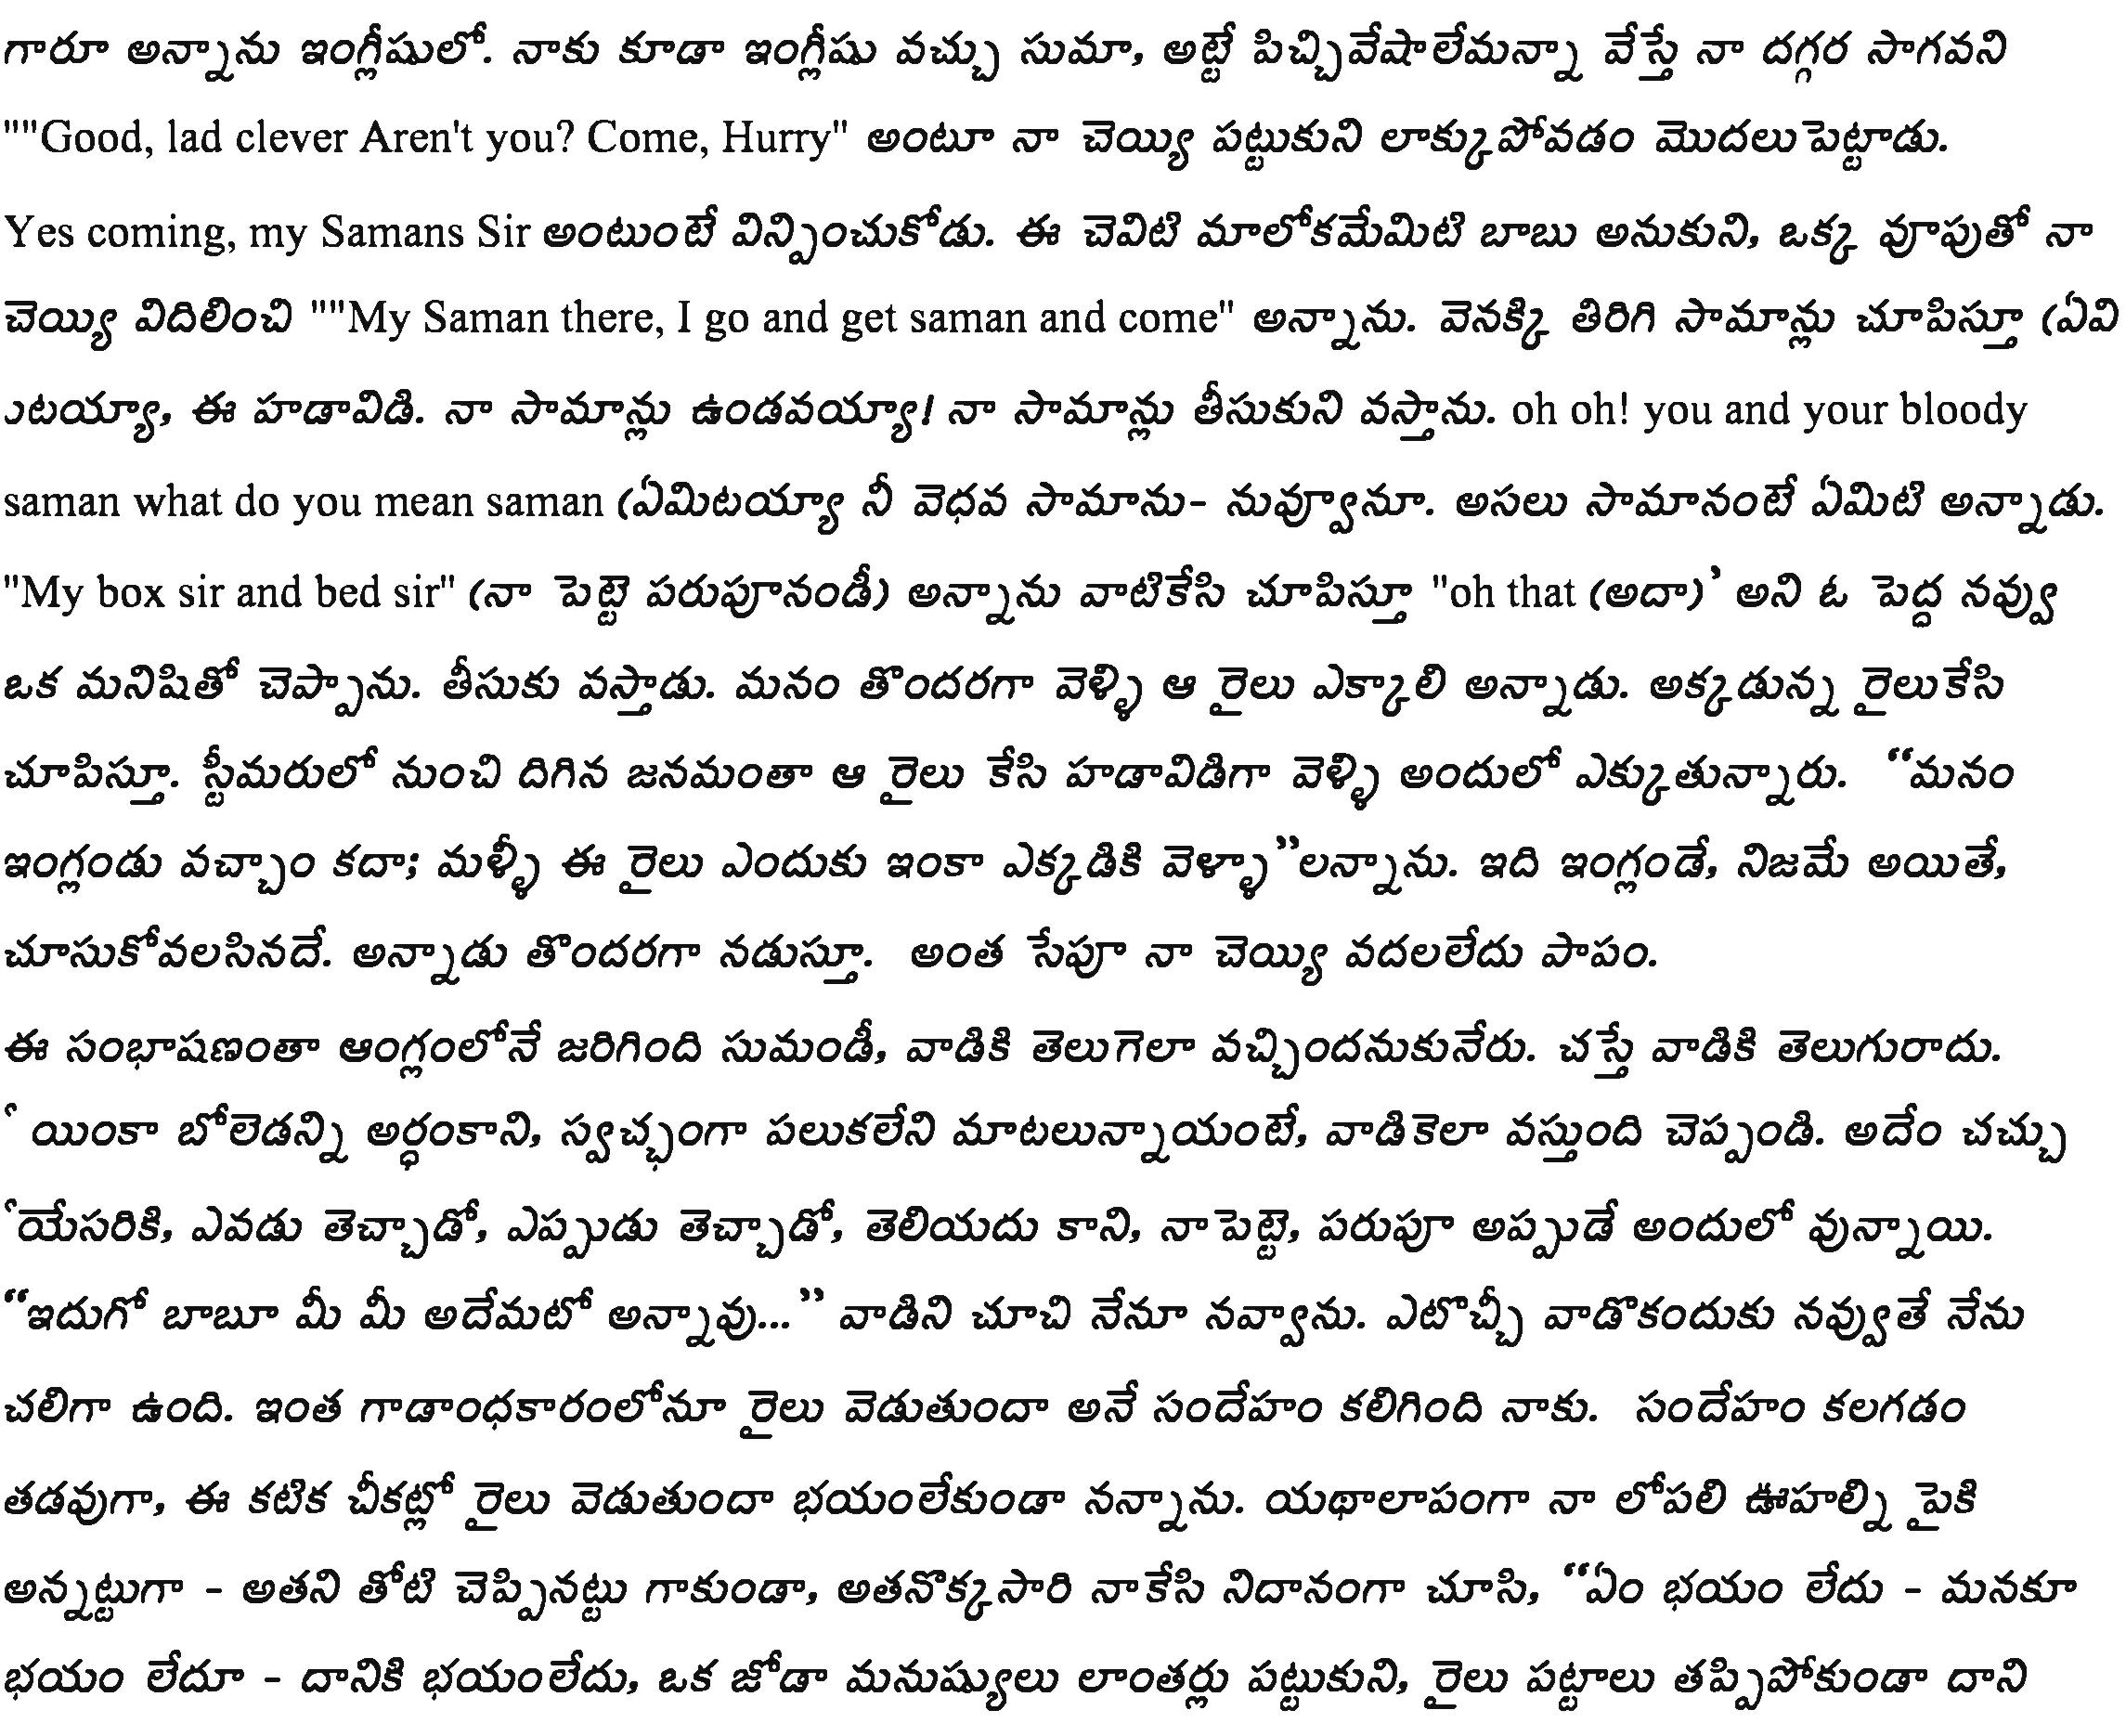 గారూ అన్నాను ఇంగ్లీషులో. నాకు కూడా ఇంగ్లీషు వచ్చు సుమా, అట్టే పిచ్చివేషాలేమన్నా వేస్తే నా దగ్గర సాగవని
""Good, lad clever Aren't you? Come, Hurry" అంటూ నా చెయ్యి పట్టుకుని లాక్కుపోవడం మొదలుపెట్టాడు.
Yes coming, my Samans Sir అంటుంటే విన్పించుకోడు. ఈ చెవిటి మాలోకమేమిటి బాబు అనుకుని, ఒక్క వూపుతో నా
చెయ్యి విదిలించి ""My Saman there, I go and get saman and come" అన్నాను. వెనక్కి తిరిగి సామాన్లు చూపిస్తూ (ఏవి
ుటయ్యా, ఈ హడావిడి. నా సామాన్లు ఉండవయ్యా! నా సామాన్లు తీసుకుని వస్తాను. oh oh! you and your bloody
saman what do you mean saman (ఏమిటయ్యా నీ వెధవ సామాను- నువ్వూనూ. అసలు సామానంటే ఏమిటి అన్నాడు.
"My box sir and bed sir" (నా పెట్టె పరుపూనండీ) అన్నాను వాటికేసి చూపిస్తూ "oh that (అదా)’ అని ఓ పెద్ద నవ్వు
ఒక మనిషితో చెప్పాను. తీసుకు వస్తాడు. మనం తొందరగా వెళ్ళి ఆ రైలు ఎక్కాలి అన్నాడు. అక్కడున్న రైలుకేసి
చూపిస్తూ. స్టీమరులో నుంచి దిగిన జనమంతా ఆ రైలు కేసి హడావిడిగా వెళ్ళి అందులో ఎక్కుతున్నారు. “మనం
ఇంగ్లండు వచ్చాం కదా; మళ్ళీ ఈ రైలు ఎందుకు ఇంకా ఎక్కడికి వెళ్ళా”లన్నాను. ఇది ఇంగ్లండే, నిజమే అయితే,
చూసుకోవలసినదే. అన్నాడు తొందరగా నడుస్తూ. అంత సేపూ నా చెయ్యి వదలలేదు పాపం.
ఈ సంభాషణంతా ఆంగ్లంలోనే జరిగింది సుమండీ, వాడికి తెలుగెలా వచ్చిందనుకునేరు. చస్తే వాడికి తెలుగురాదు.
‘ యింకా బోలెడన్ని అర్ధంకాని, స్వచ్ఛంగా పలుకలేని మాటలున్నాయంటే, వాడికెలా వస్తుంది చెప్పండి. అదేం చచ్చు
‘యేసరికి, ఎవడు తెచ్చాడో, ఎప్పుడు తెచ్చాడో, తెలియదు కాని, నాపెట్టె, పరుపూ అప్పుడే అందులో వున్నాయి.
“ఇదుగో బాబూ మీ మీ అదేమటో అన్నావు...” వాడిని చూచి నేనూ నవ్వాను. ఎటొచ్చీ వాడొకందుకు నవ్వుతే నేను
చలిగా ఉంది. ఇంత గాడాంధకారంలోనూ రైలు వెడుతుందా అనే సందేహం కలిగింది నాకు. సందేహం కలగడం
తడవుగా, ఈ కటిక చీకట్లో రైలు వెడుతుందా భయంలేకుండా నన్నాను. యథాలాపంగా నా లోపలి ఊహల్ని పైకి
అన్నట్టుగా - అతని తోటి చెప్పినట్టు గాకుండా, అతనొక్కసారి నాకేసి నిదానంగా చూసి, “ఏం భయం లేదు - మనకూ
భయం లేదూ - దానికి భయంలేదు, ఒక జోడా మనుష్యులు లాంతర్లు పట్టుకుని, రైలు పట్టాలు తప్పిపోకుండా దాని